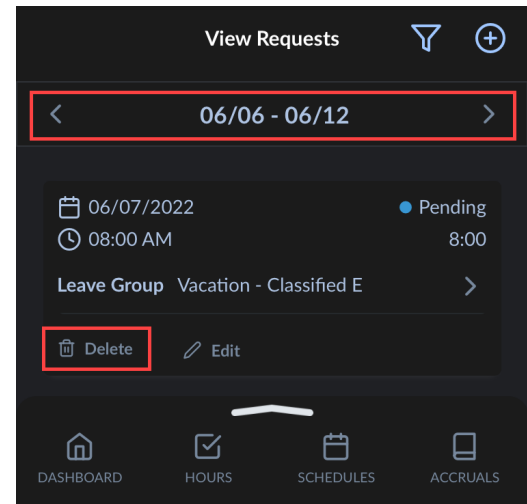 View Requests
06/06 - 06/12
06/07/2022 Pending
08:00 AM 8:00
Leave Group Vacation - Classified E
Delete Edit
DASHBOARD HOURS SCHEDULES ACCRUALS